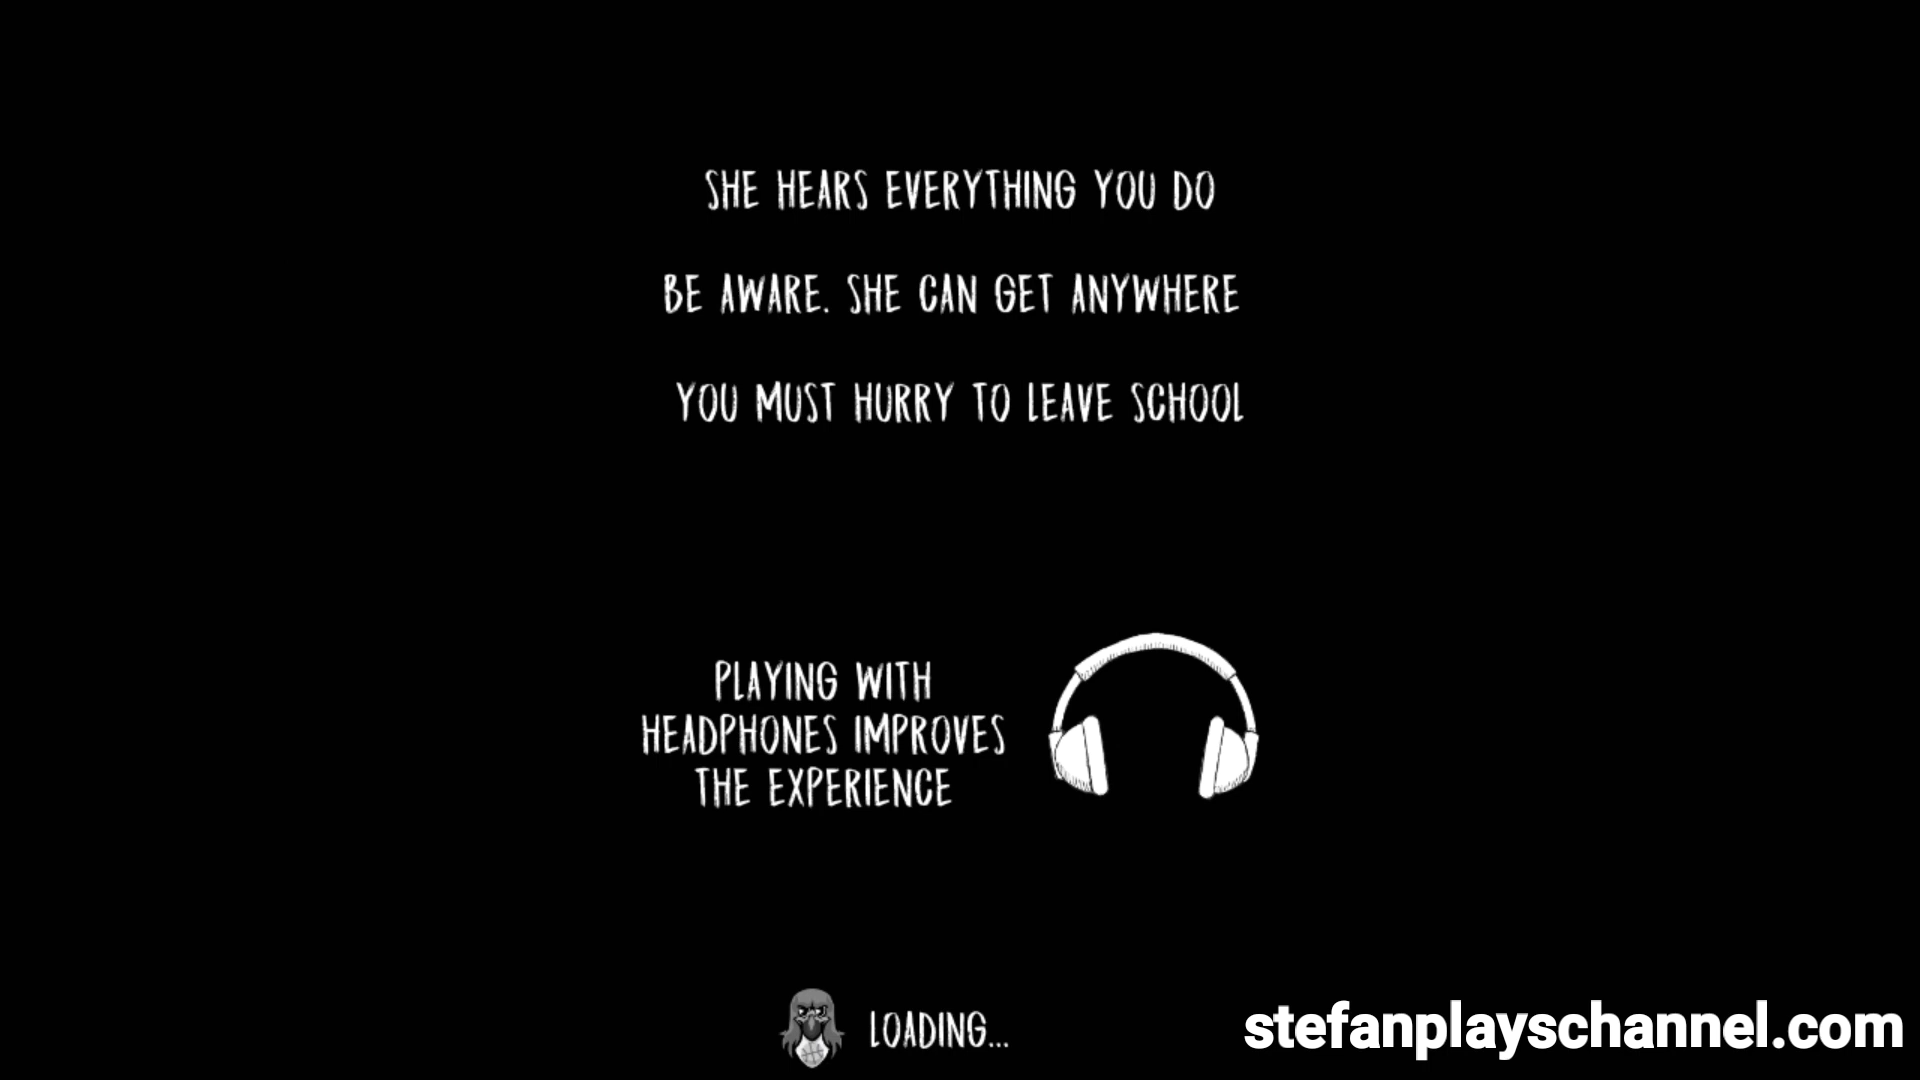 SHE HEARS EVERYTHING YOU DO
BE AWARE. SHE CAN GET ANYWHERE
YOU MUST HURRY TO LEAVE SCHOOL
PLAYING WITH
HEADPHONES IMPROVES
THE EXPERIENCE
LOADING...
stefanplayschannel.com